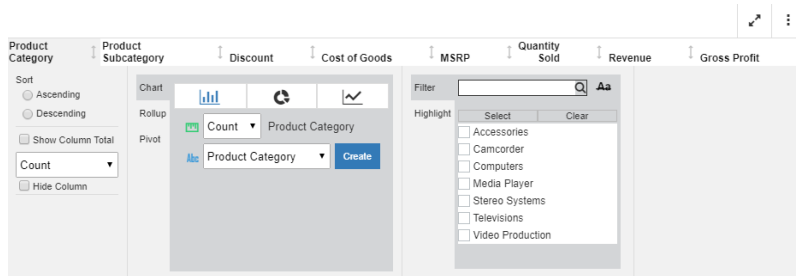 Product Category
Product Subcategory
Discount
Cost of Goods
MSRP
Quantity Sold
Revenue
Gross Profit
Sort
Ascending
Descending
Show Column Total
Count
Hide Column
Chart
Rollup
Pivot
Count
Product Category
Abc
Product Category
Create
Filter
Aa
Highlight
Select
Clear
Accessories
Camcorder
Computers
Media Player
Stereo Systems
Televisions
Video Production